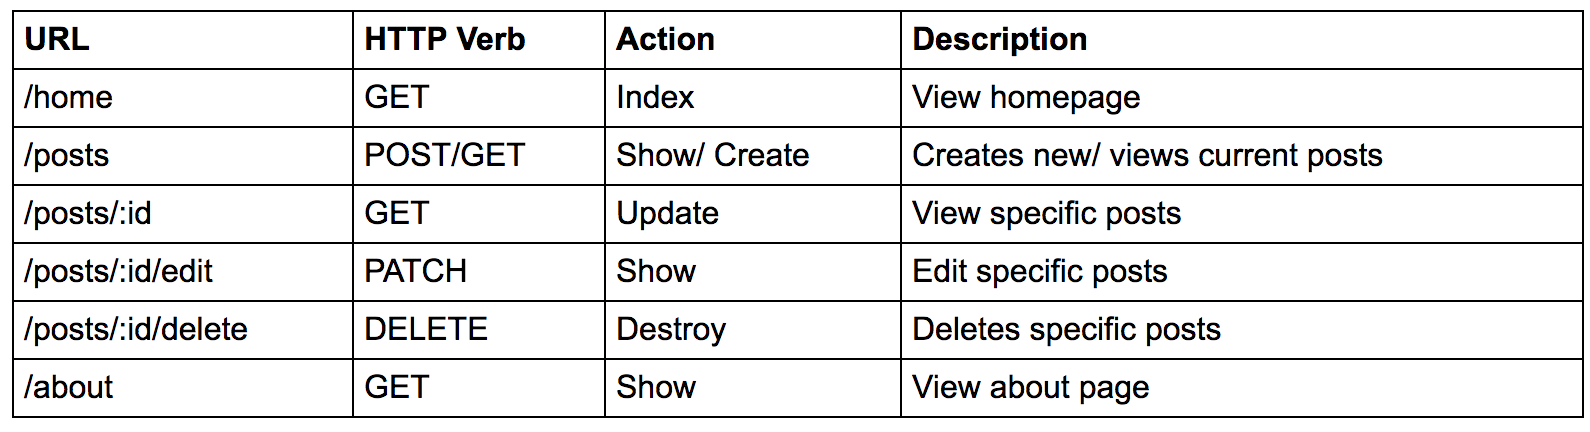 URL HTTP Verb Action Description
/home GET Index View homepage
/posts POST/GET Show/ Create Creates new/ views current posts
/posts/:id GET Update View specific posts
/posts/:id/edit PATCH Show Edit specific posts
/posts/:id/delete DELETE Destroy Deletes specific posts
/about GET Show View about page